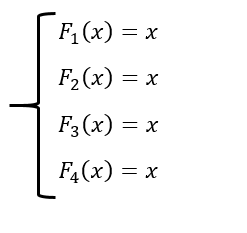 F₁(x) = x
F₂(x) = x
F₃(x) = x
F₄(x) = x